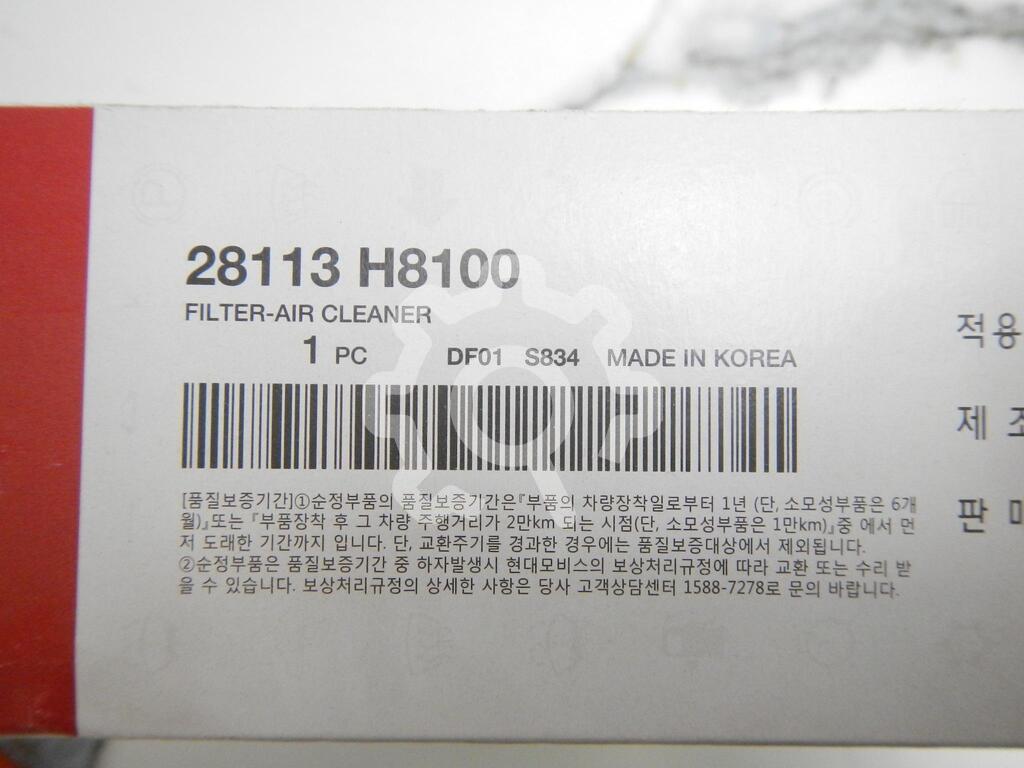 28113 H8100
FILTER-AIR CLEANER
1 PC DF01 S834 MADE IN KOREA
적용
제 조
판 매
[품질보증기간]①순정부품의 품질보증기간은『부품의 차량장착일로부터 1년 (단, 소모성부품은 6개
월)』또는 『부품장착 후 그 차량 주행거리가 2만km 되는 시점(단, 소모성부품은 1만km)』중 에서 먼
저 도래한 기간까지 입니다. 단, 교환주기를 경과한 경우에는 품질보증대상에서 제외됩니다.
②순정부품은 품질보증기간 중 하자발생시 현대모비스의 보상처리규정에 따라 교환 또는 수리 받
을 수 있습니다. 보상처리규정의 상세한 사항은 당사 고객상담센터 1588-7278로 문의 바랍니다.